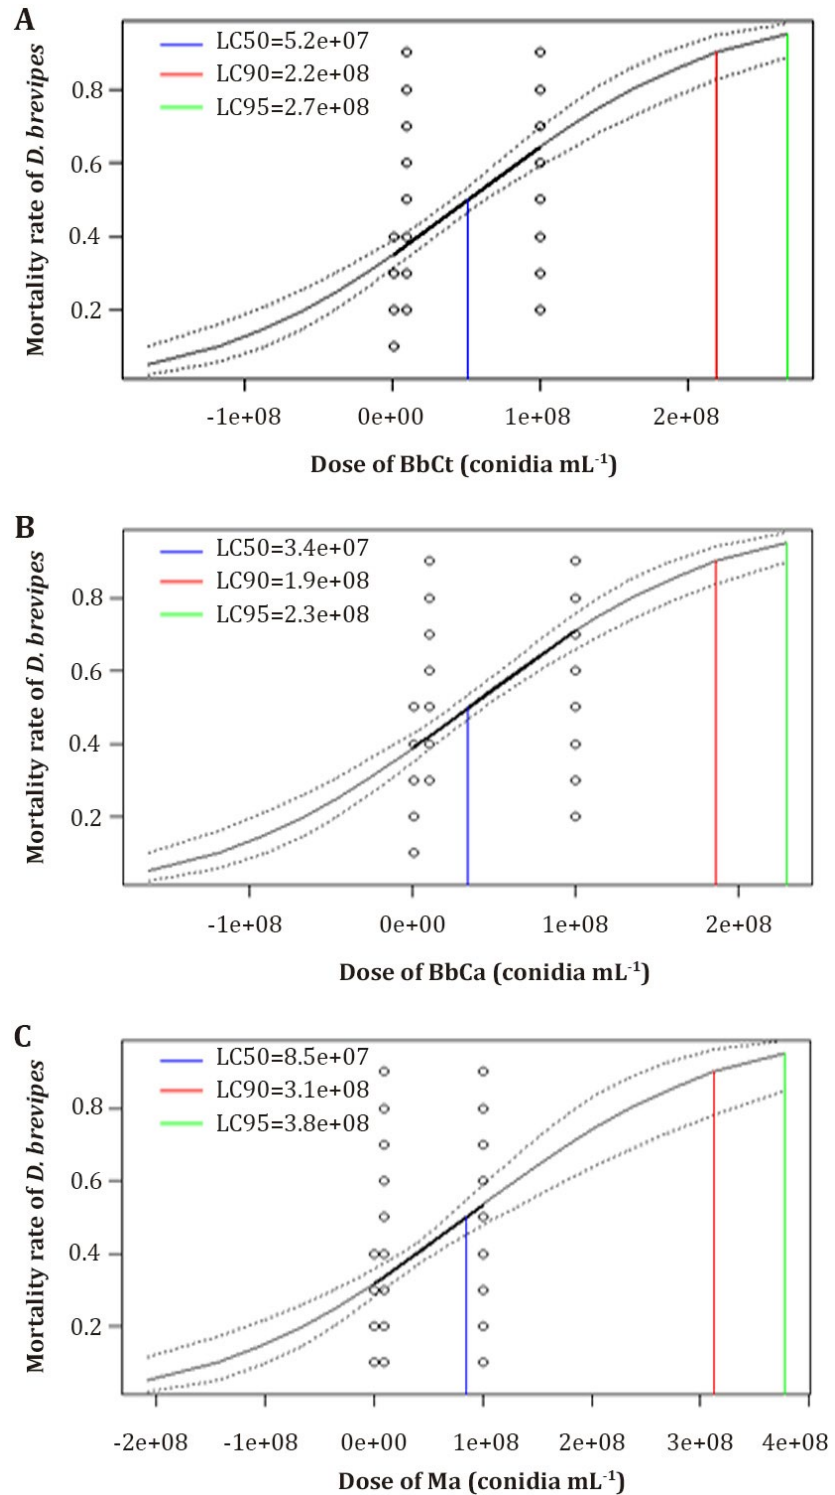 A
LC50=5.2e+07
LC90=2.2e+08
LC95=2.7e+08
Mortality rate of D. brevipes
0.8
0.6
0.4
0.2
-1e+08 0e+00 1e+08 2e+08
Dose of BbCt (conidia mL-1)
B
LC50=3.4e+07
LC90=1.9e+08
LC95=2.3e+08
Mortality rate of D. brevipes
0.8
0.6
0.4
0.2
-1e+08 0e+00 1e+08 2e+08
Dose of BbCa (conidia mL-1)
C
LC50=8.5e+07
LC90=3.1e+08
LC95=3.8e+08
Mortality rate of D. brevipes
0.8
0.6
0.4
0.2
-2e+08 -1e+08 0e+00 1e+08 2e+08 3e+08 4e+08
Dose of Ma (conidia mL-1)